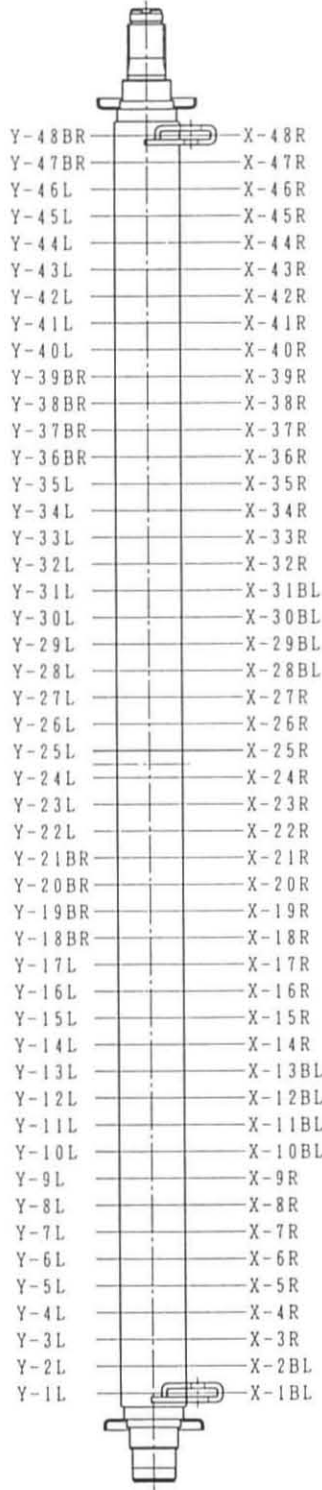 Y-48BR X-48R
Y-47BR X-47R
Y-46L X-46R
Y-45L X-45R
Y-44L X-44R
Y-43L X-43R
Y-42L X-42R
Y-41L X-41R
Y-40L X-40R
Y-39BR X-39R
Y-38BR X-38R
Y-37BR X-37R
Y-36BR X-36R
Y-35L X-35R
Y-34L X-34R
Y-33L X-33R
Y-32L X-32R
Y-31L X-31BL
Y-30L X-30BL
Y-29L X-29BL
Y-28L X-28BL
Y-27L X-27R
Y-26L X-26R
Y-25L X-25R
Y-24L X-24R
Y-23L X-23R
Y-22L X-22R
Y-21BR X-21R
Y-20BR X-20R
Y-19BR X-19R
Y-18BR X-18R
Y-17L X-17R
Y-16L X-16R
Y-15L X-15R
Y-14L X-14R
Y-13L X-13BL
Y-12L X-12BL
Y-11L X-11BL
Y-10L X-10BL
Y-9L X-9R
Y-8L X-8R
Y-7L X-7R
Y-6L X-6R
Y-5L X-5R
Y-4L X-4R
Y-3L X-3R
Y-2L X-2BL
Y-1L X-1BL